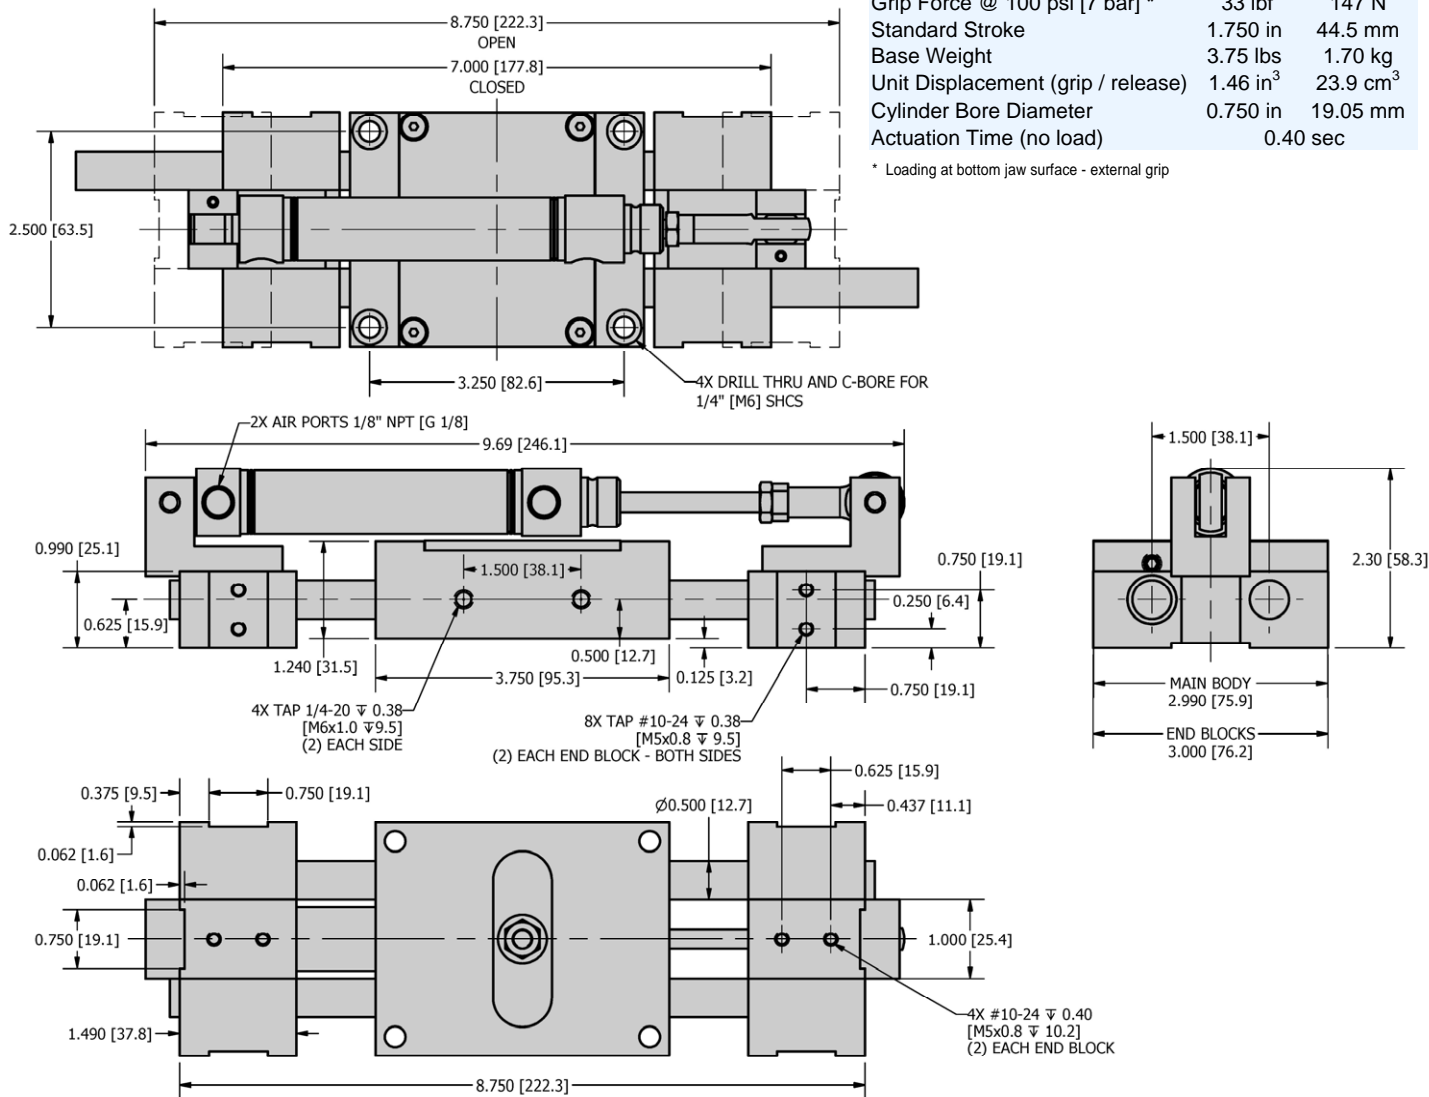 Grip Force @ 100 psi [7 bar] * 33 lbf 147 N
Standard Stroke 1.750 in 44.5 mm
Base Weight 3.75 lbs 1.70 kg
Unit Displacement (grip / release) 1.46 in³ 23.9 cm³
Cylinder Bore Diameter 0.750 in 19.05 mm
Actuation Time (no load) 0.40 sec
* Loading at bottom jaw surface - external grip
8.750 [222.3]
OPEN
7.000 [177.8]
CLOSED
2.500 [63.5]
3.250 [82.6]
4X DRILL THRU AND C-BORE FOR
1/4" [M6] SHCS
2X AIR PORTS 1/8" NPT [G 1/8]
9.69 [246.1]
1.500 [38.1]
0.990 [25.1]
1.500 [38.1]
0.750 [19.1]
2.30 [58.3]
0.250 [6.4]
0.625 [15.9]
0.500 [12.7]
1.240 [31.5]
3.750 [95.3]
0.125 [3.2]
0.750 [19.1]
MAIN BODY
2.990 [75.9]
END BLOCKS
3.000 [76.2]
4X TAP 1/4-20 ↧ 0.38
[M6x1.0 ↧9.5]
(2) EACH SIDE
8X TAP #10-24 ↧ 0.38
[M5x0.8 ↧ 9.5]
(2) EACH END BLOCK - BOTH SIDES
0.625 [15.9]
0.375 [9.5]
0.750 [19.1]
Ø0.500 [12.7]
0.437 [11.1]
0.062 [1.6]
0.062 [1.6]
0.750 [19.1]
1.000 [25.4]
1.490 [37.8]
4X #10-24 ↧ 0.40
[M5x0.8 ↧ 10.2]
(2) EACH END BLOCK
8.750 [222.3]